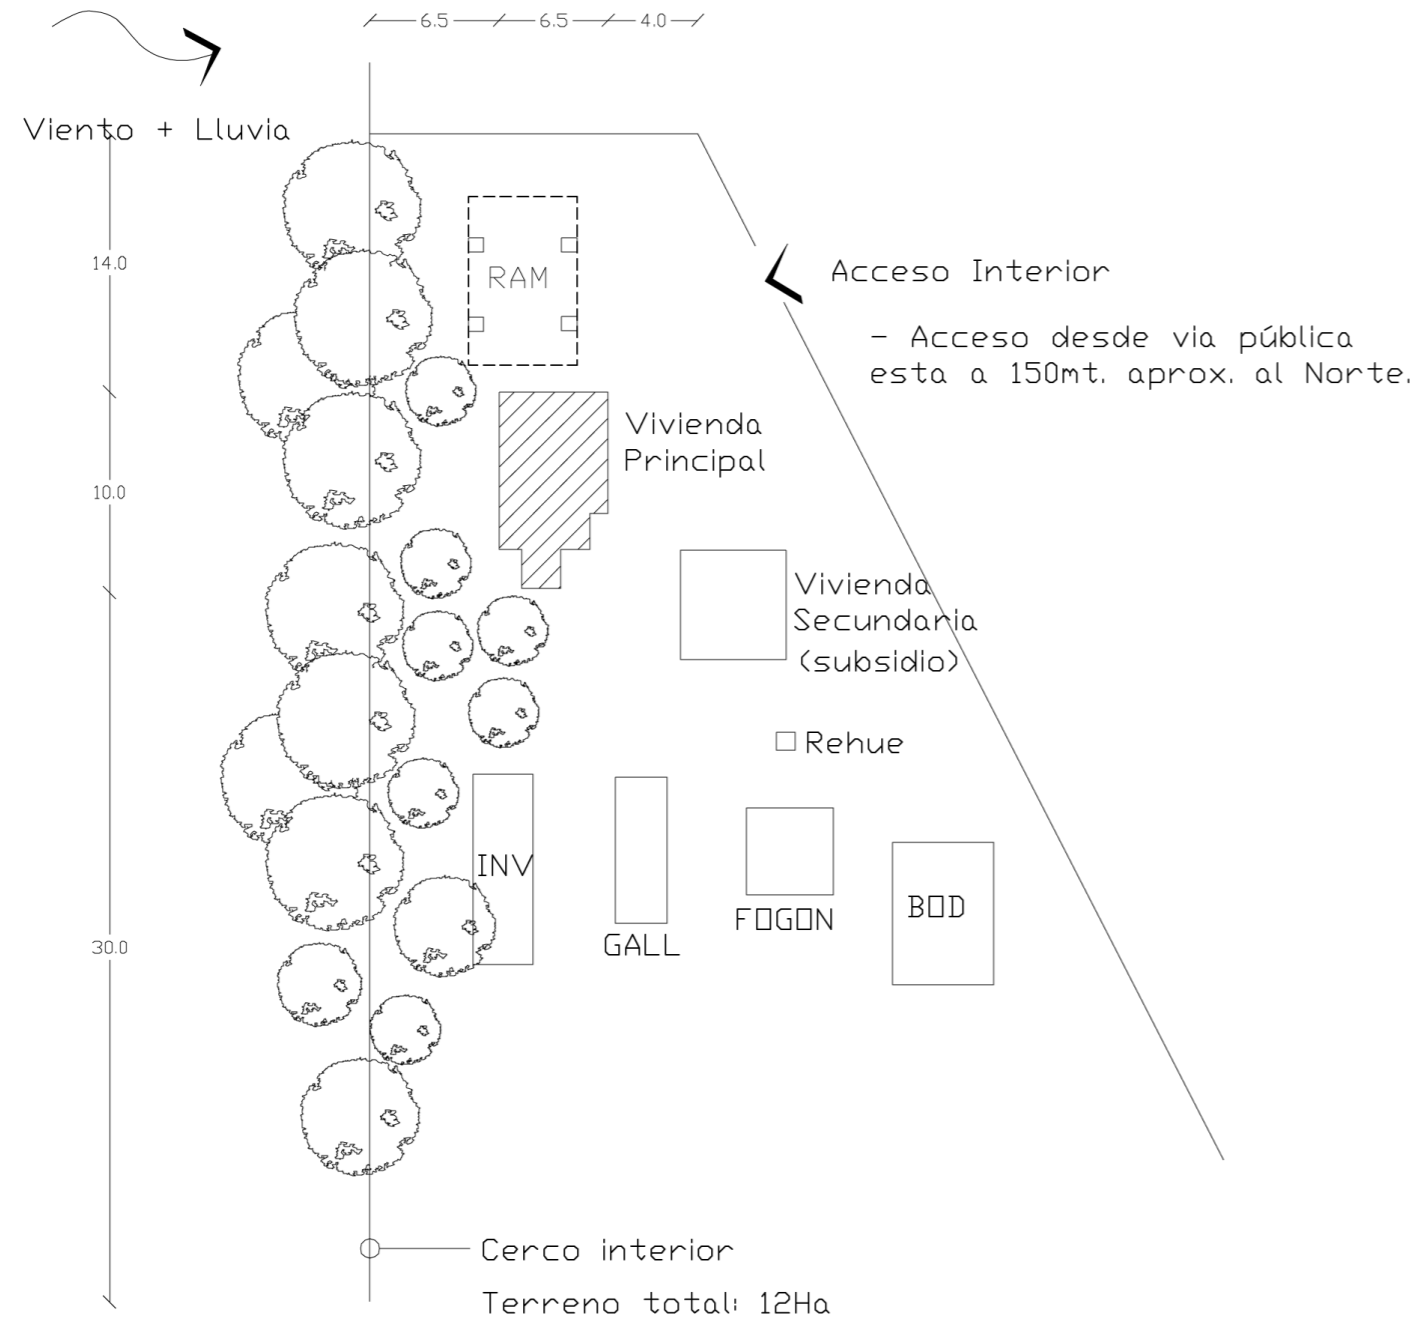 6.5 6.5 4.0
Viento + Lluvia
14.0
RAM
Acceso Interior
- Acceso desde via pública
esta a 150mt. aprox. al Norte.
Vivienda
Principal
10.0
Vivienda
Secundaria
(subsidio)
Rehue
INV
GALL
FOGON
BOD
30.0
Cerco interior
Terreno total: 12Ha